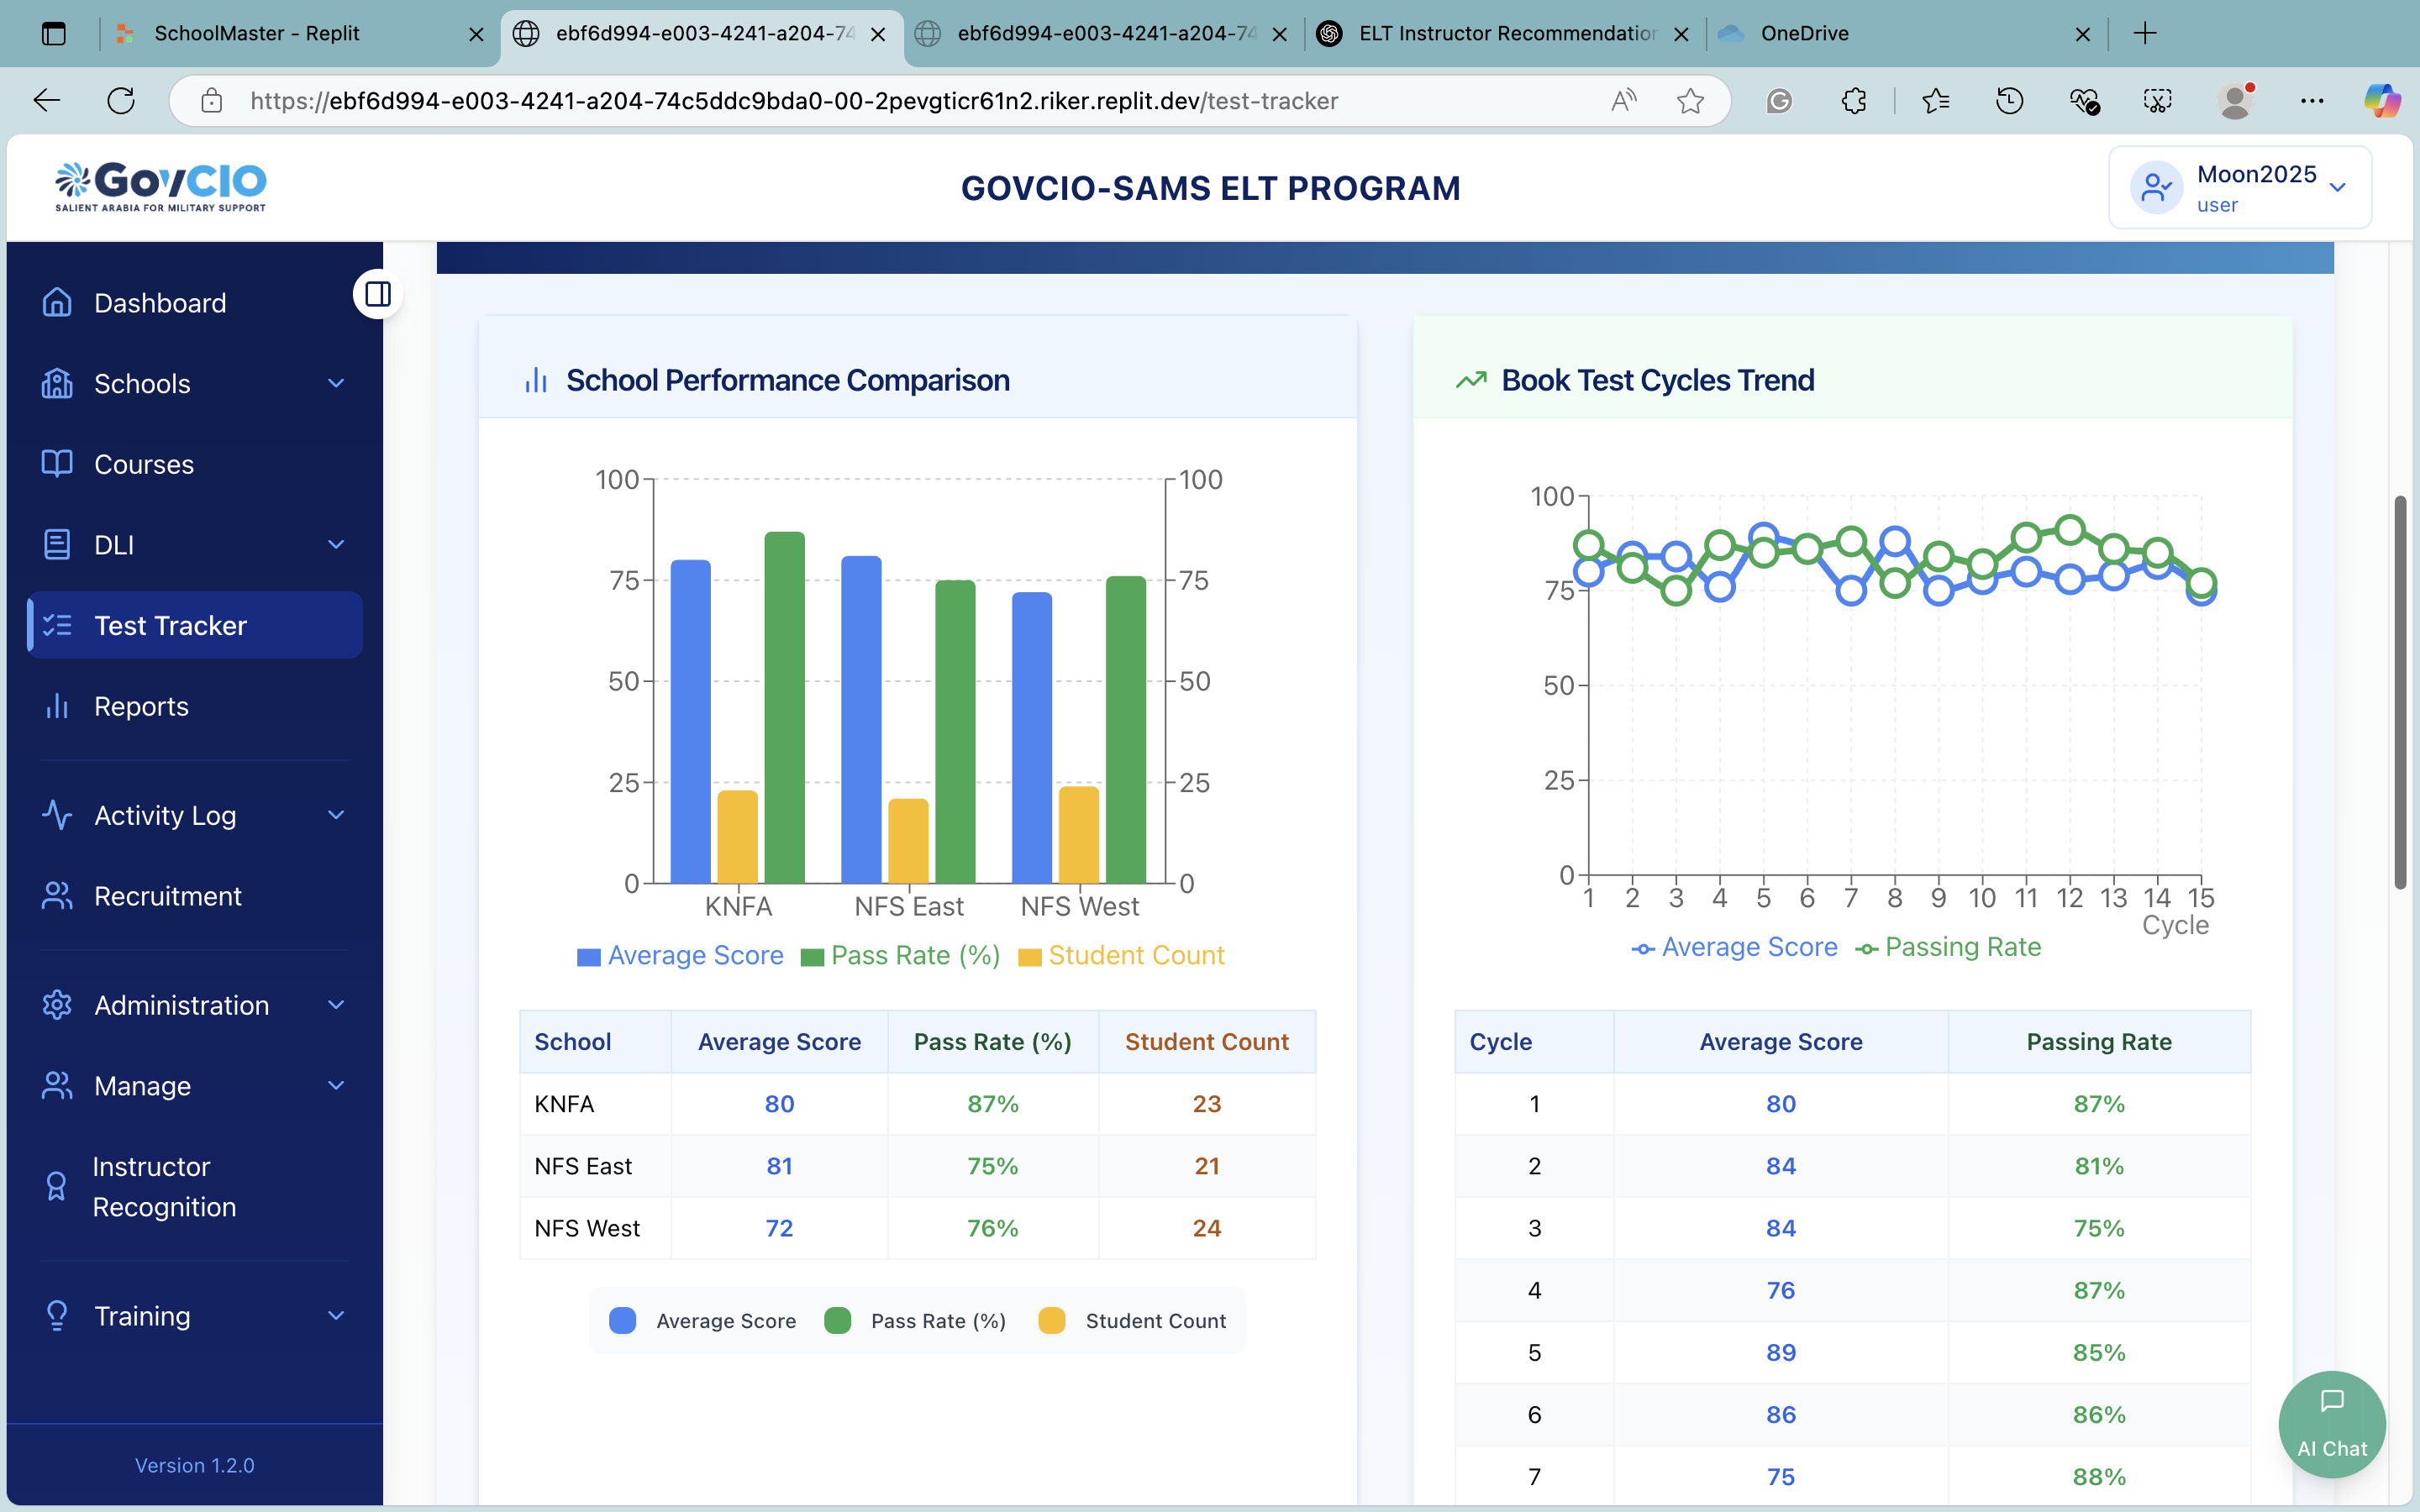 SchoolMaster - Replit
ebf6d994-e003-4241-a204-74
ebf6d994-e003-4241-a204-74
ELT Instructor Recommendation
OneDrive
https://ebf6d994-e003-4241-a204-74c5ddc9bda0-00-2pevgticr61n2.riker.replit.dev/test-tracker
GovCIO
SALIENT ARABIA FOR MILITARY SUPPORT
GOVCIO-SAMS ELT PROGRAM
Moon2025
user
Dashboard
Schools
Courses
DLI
Test Tracker
Reports
Activity Log
Recruitment
Administration
Manage
Instructor
Recognition
Training
Version 1.2.0
School Performance Comparison
100 100
75 75
50 50
25 25
0 0
KNFA NFS East NFS West
Average Score Pass Rate (%) Student Count
School Average Score Pass Rate (%) Student Count
KNFA 80 87% 23
NFS East 81 75% 21
NFS West 72 76% 24
Average Score Pass Rate (%) Student Count
Book Test Cycles Trend
100
75
50
25
0
1 2 3 4 5 6 7 8 9 10 11 12 13 14 15
Cycle
Average Score Passing Rate
Cycle Average Score Passing Rate
1 80 87%
2 84 81%
3 84 75%
4 76 87%
5 89 85%
6 86 86%
7 75 88%
AI Chat